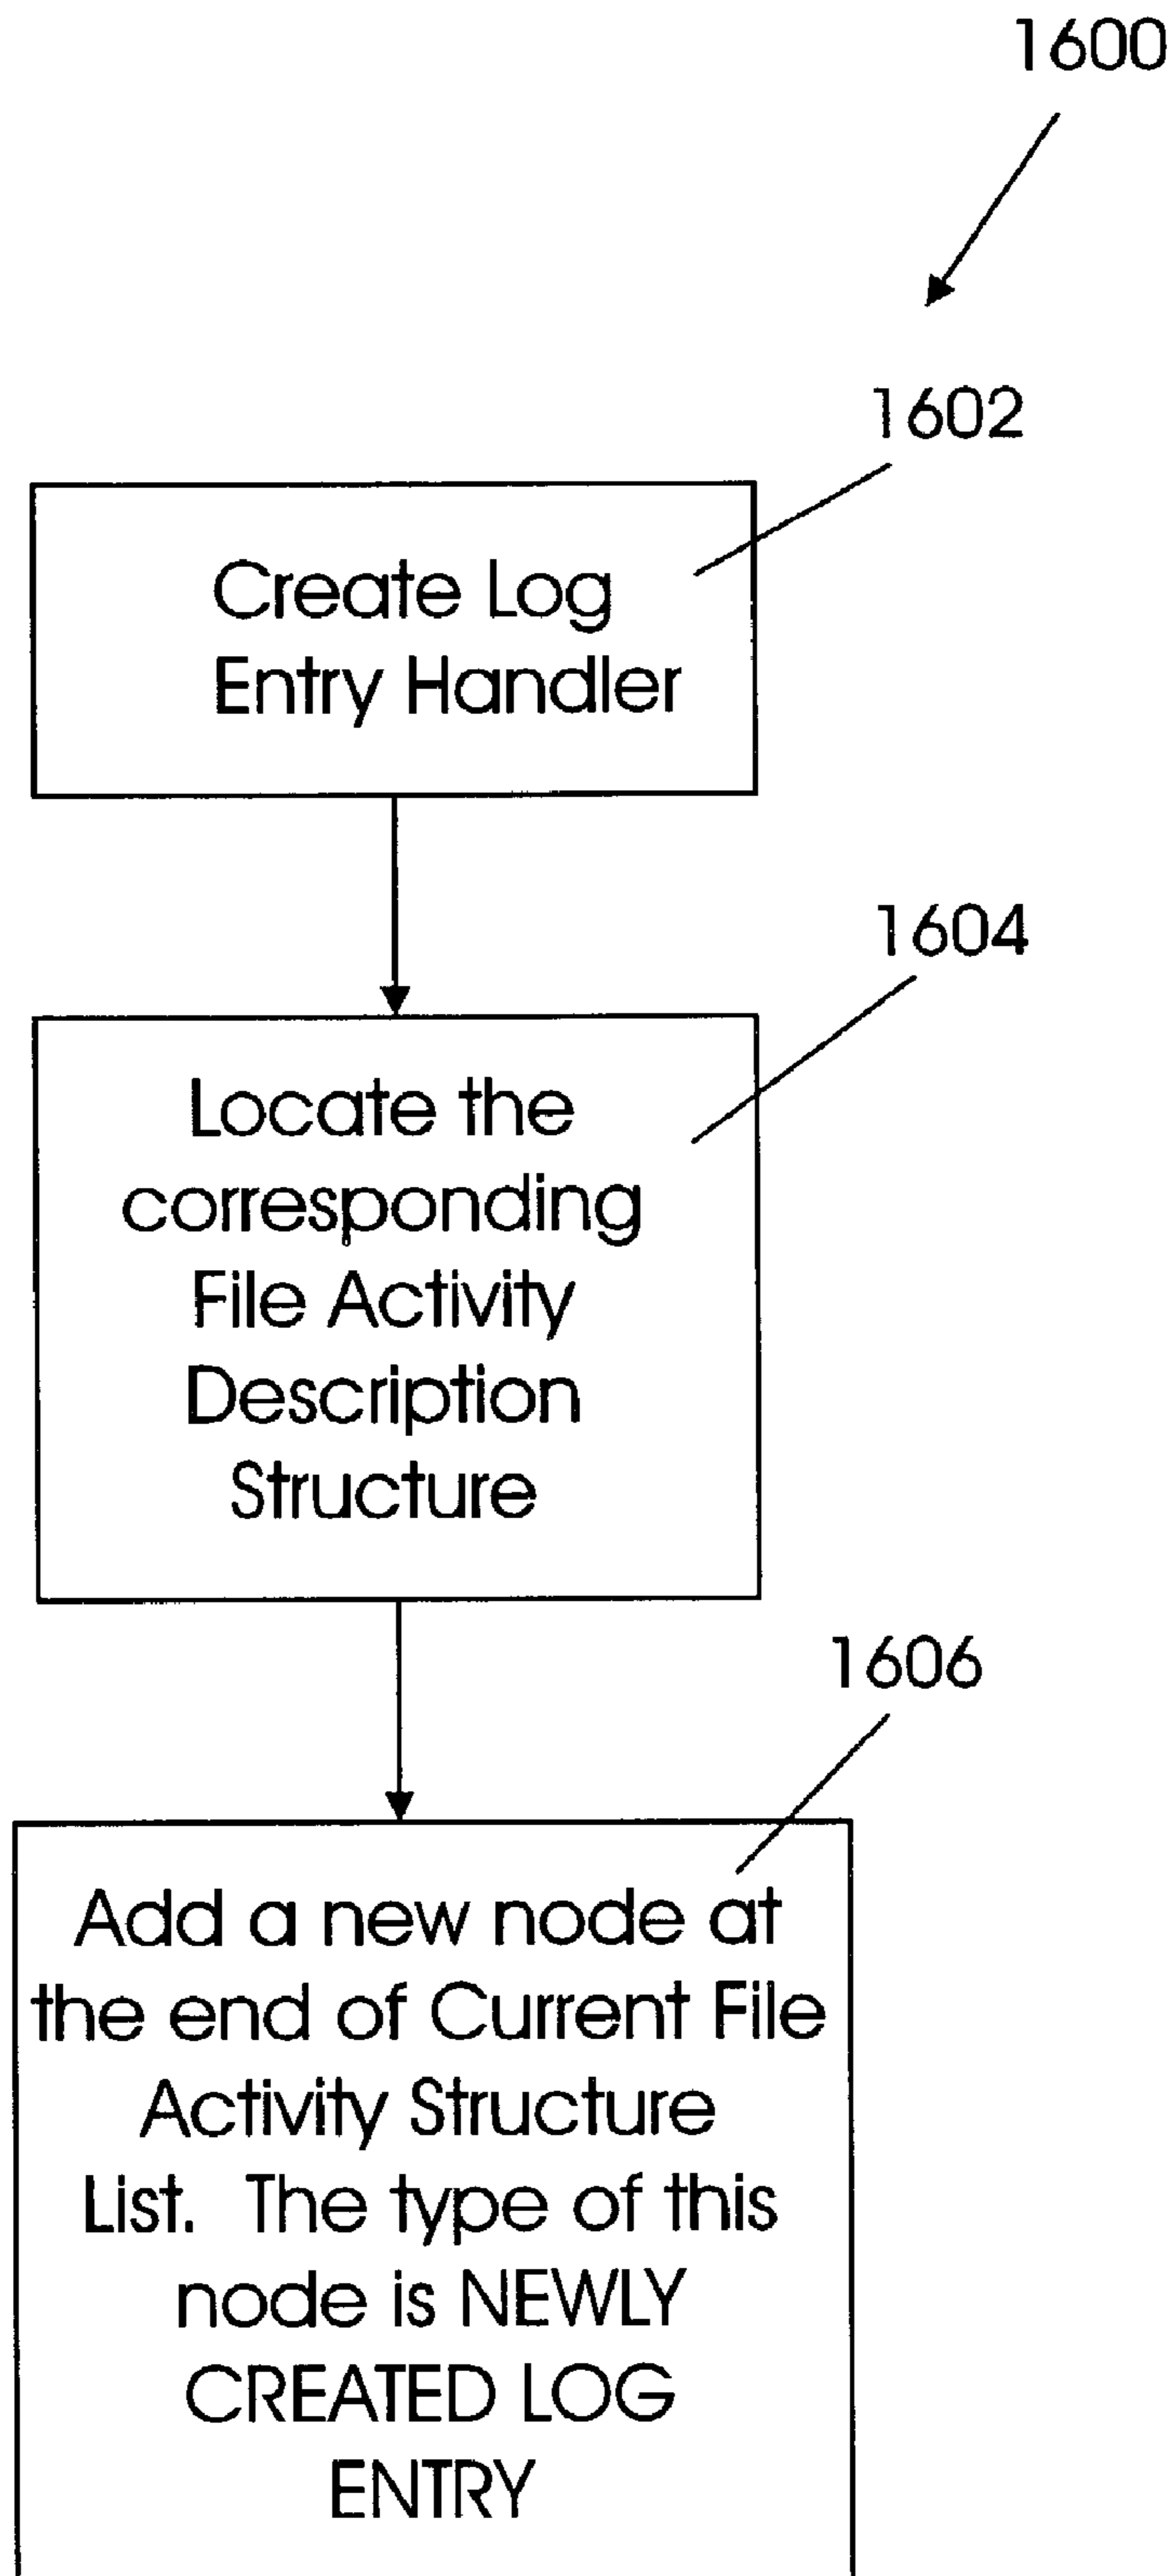 1600
1602
Create Log
Entry Handler
1604
Locate the
corresponding
File Activity
Description
Structure
1606
Add a new node at
the end of Current File
Activity Structure
List. The type of this
node is NEWLY
CREATED LOG
ENTRY